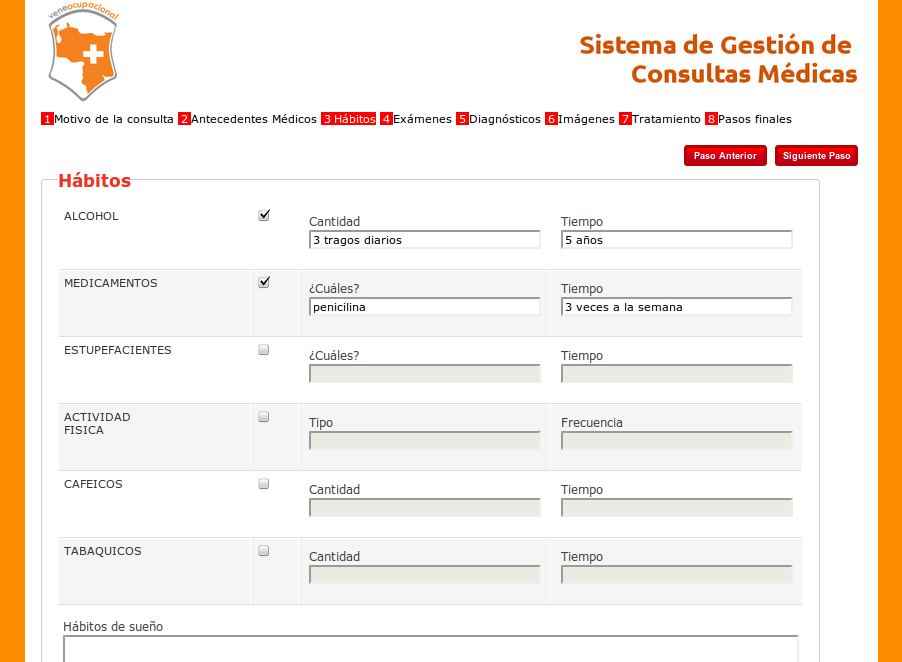 veneocupacional
Sistema de Gestión de
Consultas Médicas
1 Motivo de la consulta 2 Antecedentes Médicos 3 Hábitos 4 Exámenes 5 Diagnósticos 6 Imágenes 7 Tratamiento 8 Pasos finales
Paso Anterior Siguiente Paso
Hábitos
ALCOHOL
Cantidad Tiempo
3 tragos diarios 5 años
MEDICAMENTOS
¿Cuáles? Tiempo
penicilina 3 veces a la semana
ESTUPEFACIENTES
¿Cuáles? Tiempo
ACTIVIDAD
FISICA
Tipo Frecuencia
CAFEICOS
Cantidad Tiempo
TABAQUICOS
Cantidad Tiempo
Hábitos de sueño